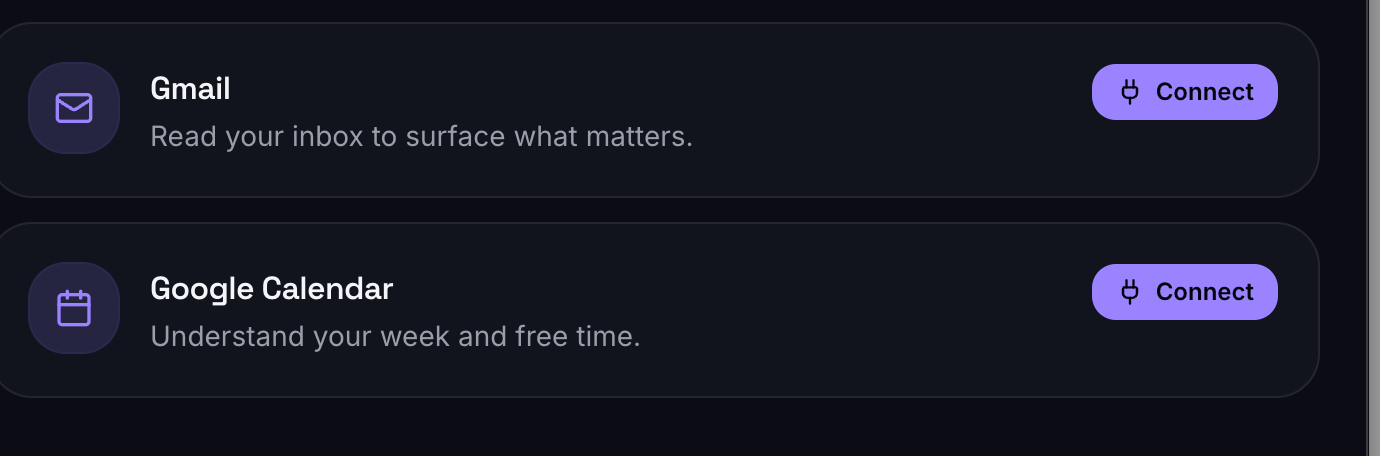 Gmail
Read your inbox to surface what matters.
Connect
Google Calendar
Understand your week and free time.
Connect